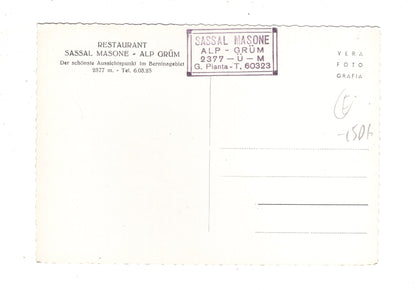 RESTAURANT
SASSAL MASONE - ALP GRÜM
Der schönste Aussichtspunkt im Berninagebiet
2377 m. - Tel. 6.03.23
SASSAL MASONE
ALP - GRÜM
2377 - Ü - M
G. Pianta - T. 60323
VERA
FOTO
GRAFIA